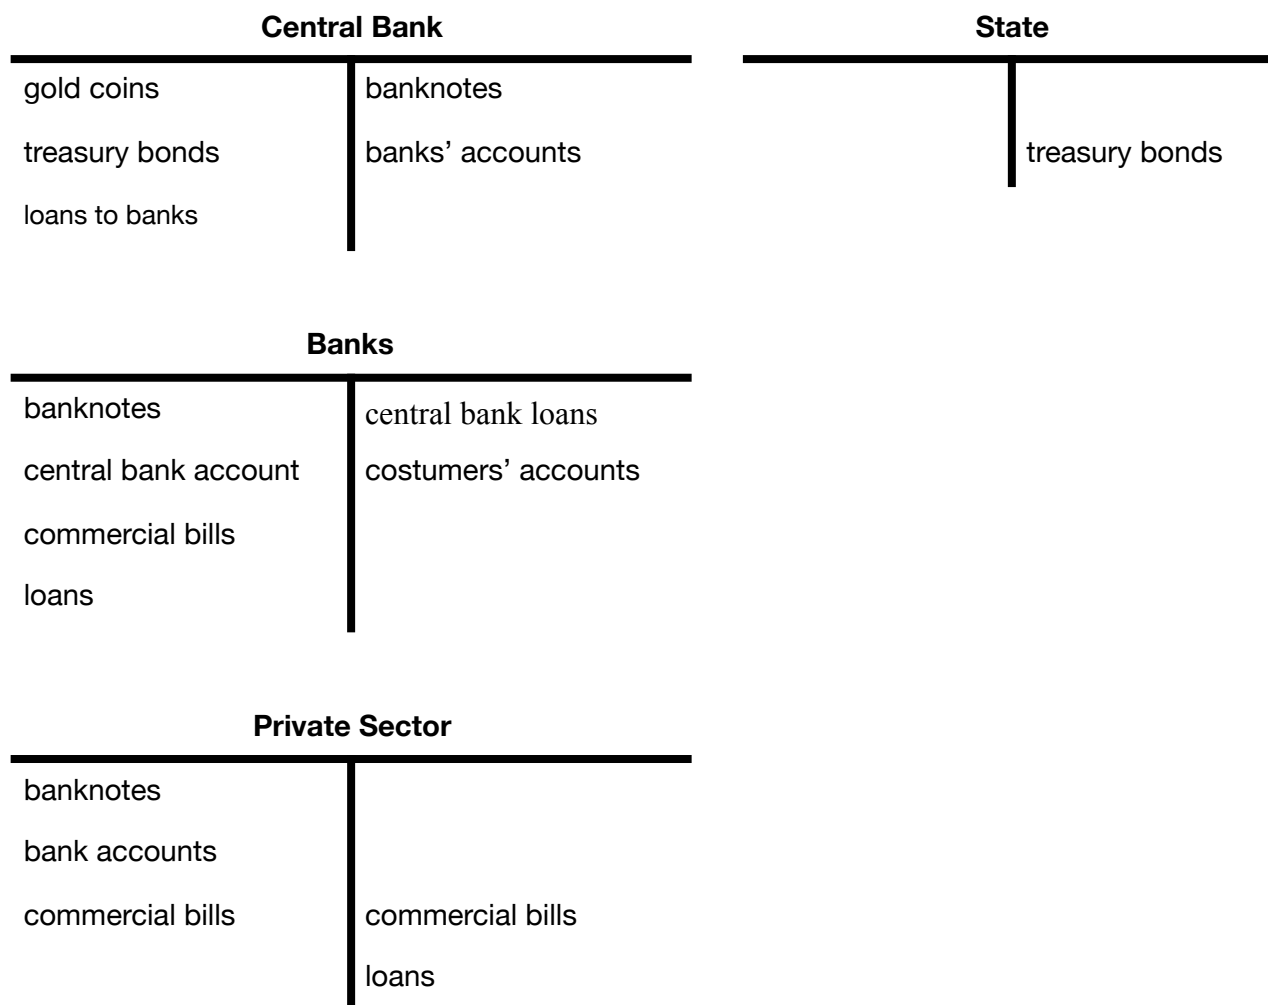 Central Bank
gold coins
banknotes
treasury bonds
banks’ accounts
loans to banks
State
treasury bonds
Banks
banknotes
central bank loans
central bank account
costumers’ accounts
commercial bills
loans
Private Sector
banknotes
bank accounts
commercial bills
commercial bills
loans